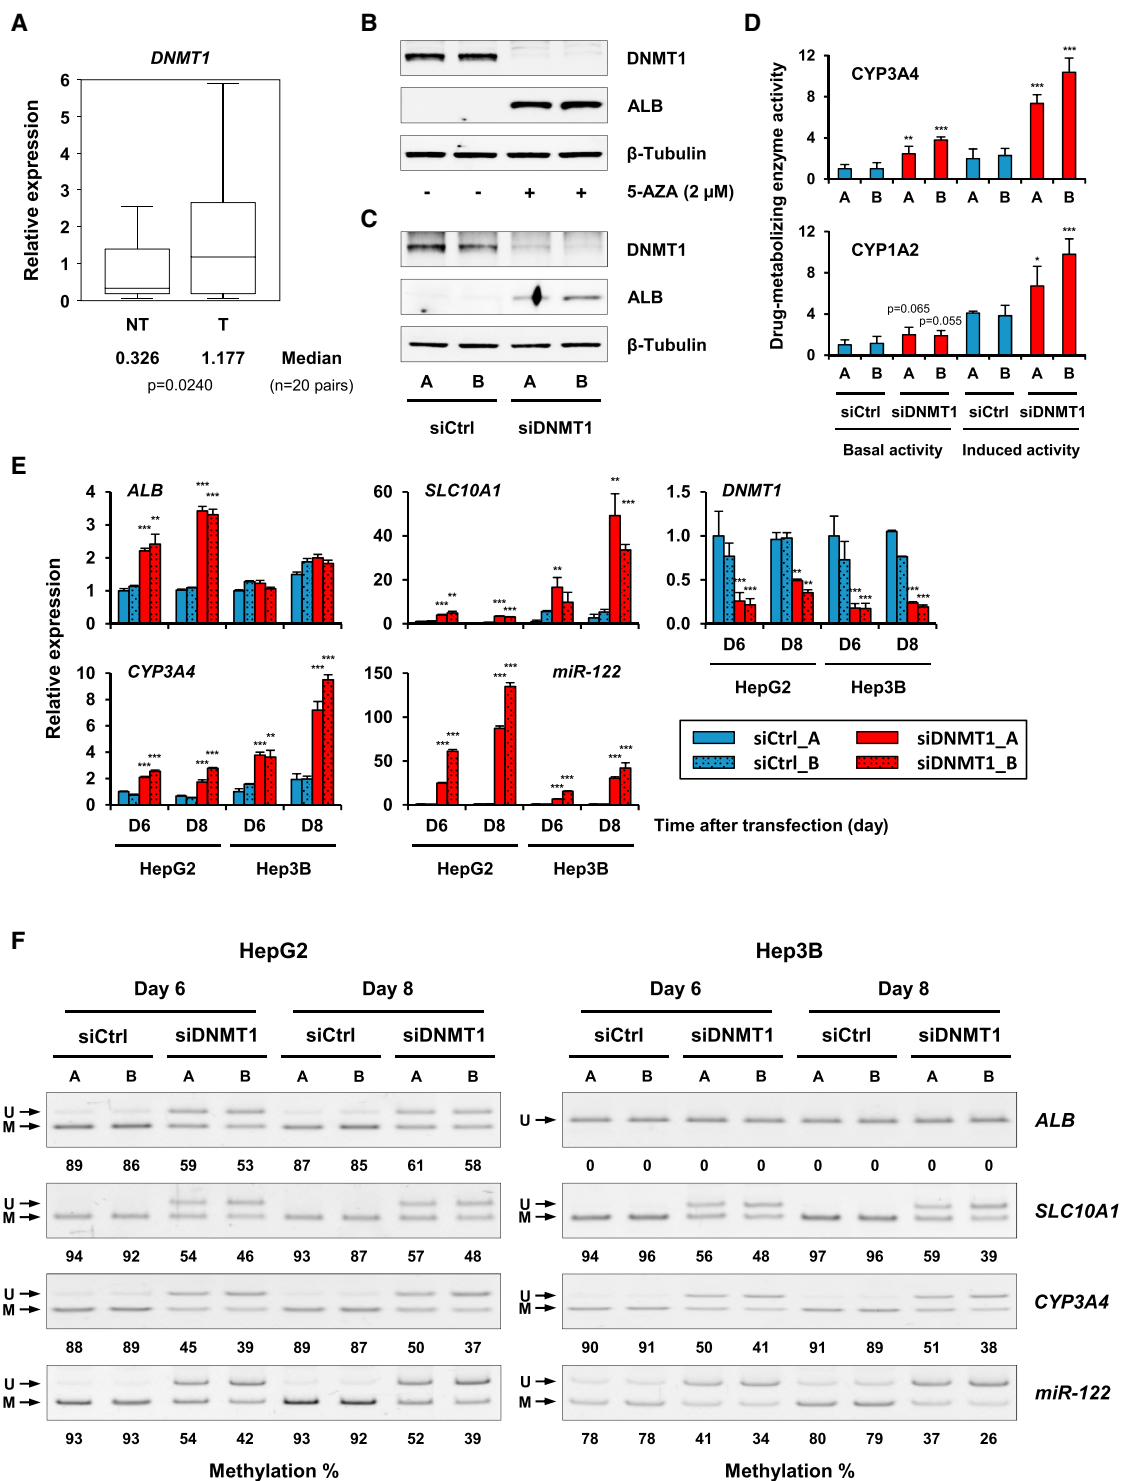 A
DNMT1
Relative expression
6
5
4
3
2
1
0
NT T
0.326 1.177 Median
p=0.0240 (n=20 pairs)
B
DNMT1
ALB
β-Tubulin
- - + + 5-AZA (2 µM)
C
DNMT1
ALB
β-Tubulin
A B A B
siCtrl siDNMT1
D
Drug-metabolizing enzyme activity
12
8
4
0
CYP3A4
** *** *** ***
A B A B A B A B
12
8
4
0
CYP1A2
p=0.065 p=0.055 * ***
A B A B A B A B
siCtrl siDNMT1 siCtrl siDNMT1
Basal activity Induced activity
E
Relative expression
ALB
4
3
2
1
0
*** ** *** ***
SLC10A1
60
40
20
0
*** ** *** *** ** ** ***
DNMT1
1.5
1.0
0.5
0.0
*** *** ** ** *** *** *** ***
D6 D8 D6 D8
HepG2 Hep3B
CYP3A4
10
8
6
4
2
0
*** *** *** *** *** ** *** ***
D6 D8 D6 D8
HepG2 Hep3B
miR-122
150
100
50
0
*** *** *** *** *** *** *** ***
D6 D8 D6 D8
HepG2 Hep3B
Time after transfection (day)
siCtrl_A siDNMT1_A
siCtrl_B siDNMT1_B
F
HepG2 Hep3B
Day 6 Day 8 Day 6 Day 8
siCtrl siDNMT1 siCtrl siDNMT1 siCtrl siDNMT1 siCtrl siDNMT1
A B A B A B A B A B A B A B A B
U
M
U
ALB
89 86 59 53 87 85 61 58 0 0 0 0 0 0 0 0
U U
M M
SLC10A1
94 92 54 46 93 87 57 48 94 96 56 48 97 96 59 39
U U
M M
CYP3A4
88 89 45 39 89 87 50 37 90 91 50 41 91 89 51 38
U U
M M
miR-122
93 93 54 42 93 92 52 39 78 78 41 34 80 79 37 26
Methylation % Methylation %